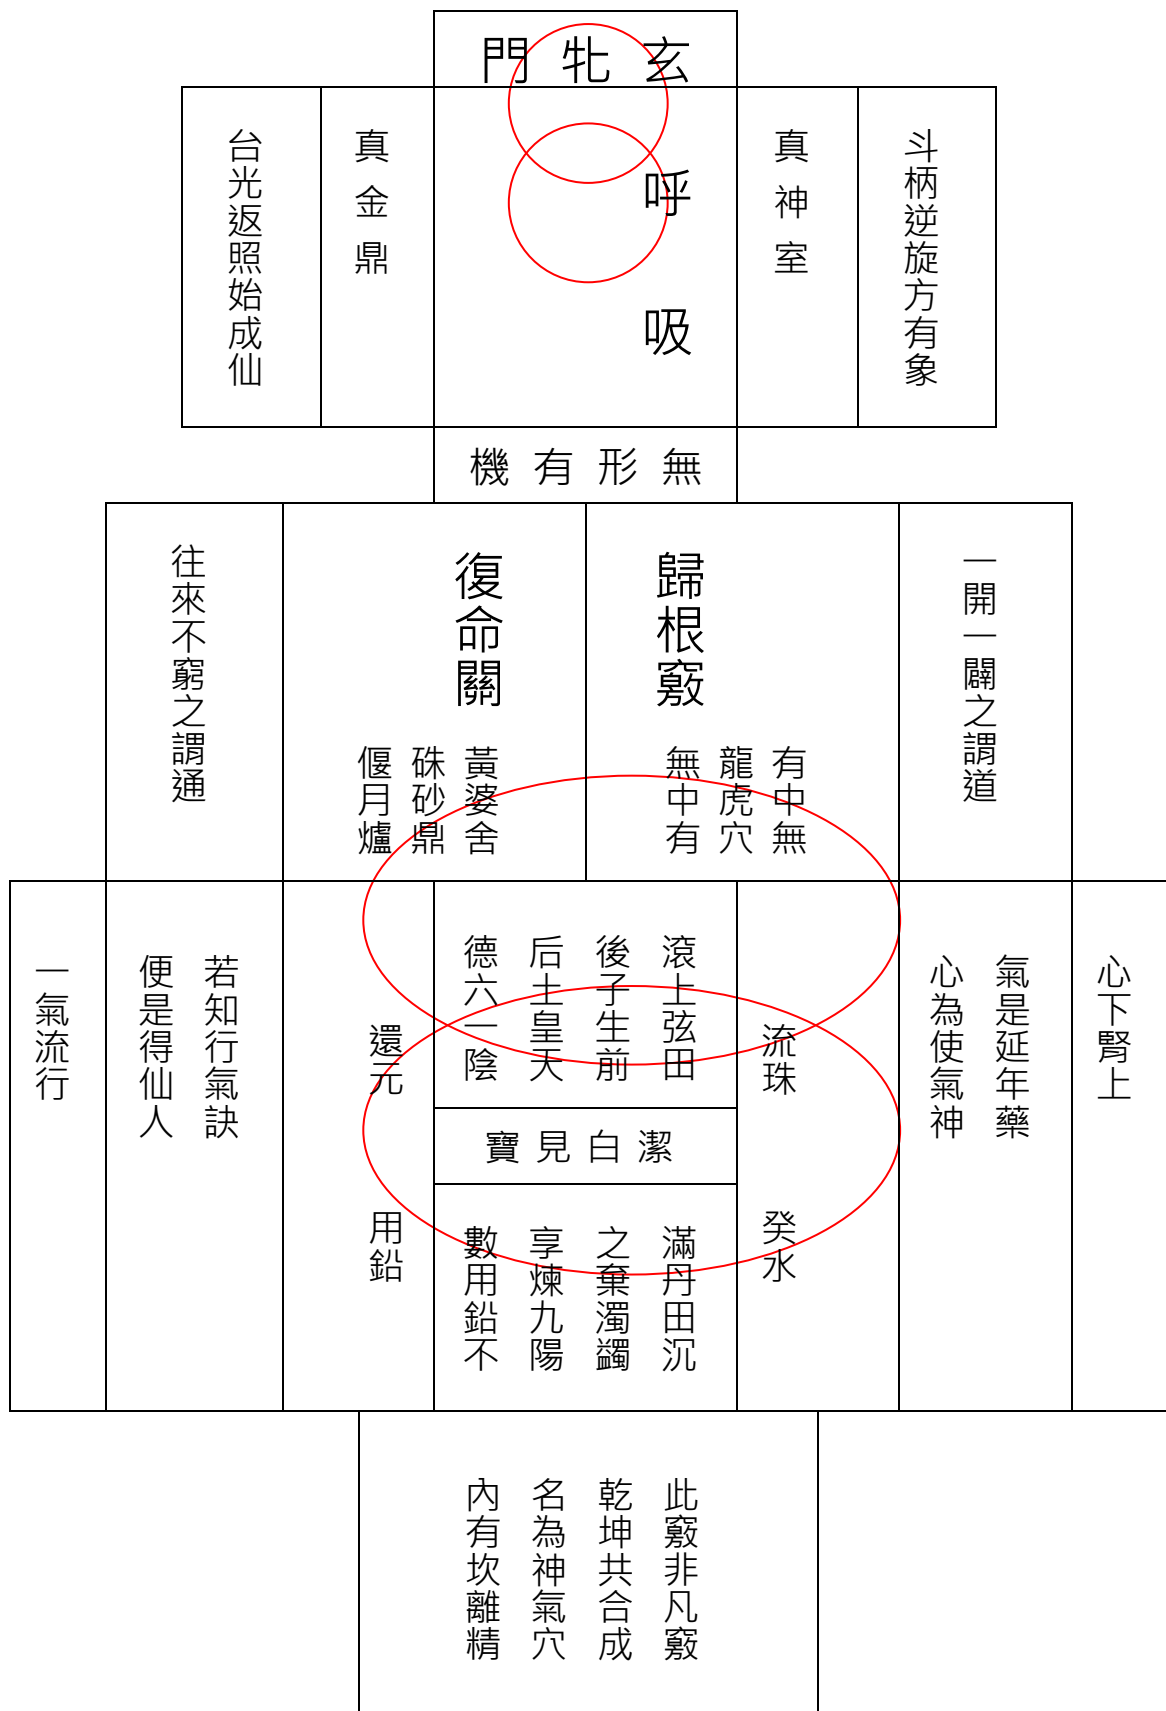 玄牝門
斗柄逆旋方有象
真神室
呼吸
真金鼎
台光返照始成仙
無形有機
一開一闢之謂道
歸根竅
有中無
龍虎穴
無中有
復命關
黃婆舍
硃砂鼎
偃月爐
往來不窮之謂通
心下腎上
氣是延年藥
心為使氣神
流珠
癸水
滾上弦田
後子生前
后土皇天
德六一陰
潔白見寶
滿丹田沉
之棄濁蠲
享煉九陽
數用鉛不
還元
用鉛
若知行氣訣
便是得仙人
一氣流行
此竅非凡竅
乾坤共合成
名為神氣穴
內有坎離精